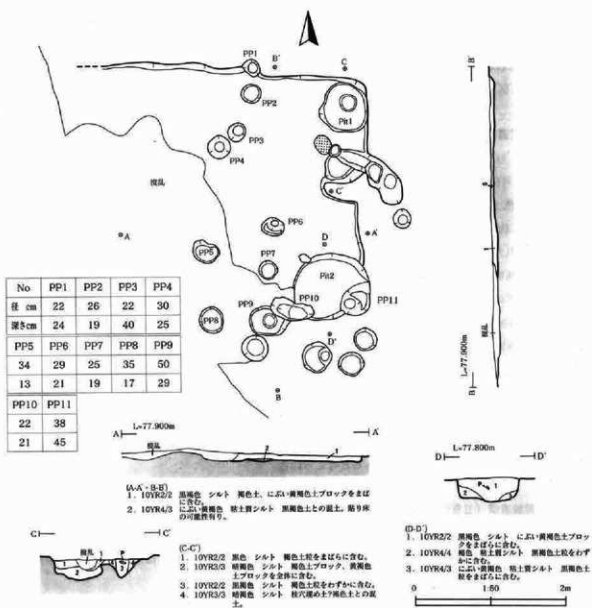 PP1
B'
C
PP2
Pit1
PP3
PP4
撹乱
C'
A
PP6
D
A'
PP5
PP7
Pit2
PP8
PP9
PP10
PP11
D'
B
No PP1 PP2 PP3 PP4
径 cm 22 26 22 30
深さcm 24 19 40 25
PP5 PP6 PP7 PP8 PP9
34 29 25 35 50
13 21 19 17 29
PP10 PP11
22 38
21 45
B'
撹乱
L=77.900m
B
L=77.900m
A A'
撹乱 2 1
(A-A'・B-B')
1. 10YR2/2 黒褐色 シルト 褐色土、にぶい黄褐色土ブロックをまばらに含む。
2. 10YR4/3 にぶい黄褐色 粘土質シルト 黒褐色土との混土。貼り床の可能性有り。
L=77.800m
D D'
P 1
2
(D-D')
1. 10YR2/2 黒褐色 シルト にぶい黄褐色土ブロックをまばらに含む。
2. 10YR4/4 褐色 粘土質シルト 黒褐色土粒をわずかに含む。
3. 10YR4/3 にぶい黄褐色 粘土質シルト 黒褐色土粒をまばらに含む。
C C'
撹乱 1 P
(C-C')
1. 10YR2/2 黒色 シルト 褐色土粒をまばらに含む。
2. 10YR3/3 暗褐色 シルト 褐色土ブロック、黄褐色土ブロックを全体に含む。
3. 10YR2/2 黒褐色 シルト 褐色土粒をわずかに含む。
4. 10YR3/3 暗褐色 シルト 柱穴埋め土?褐色土との混土。
0 1:50 2m